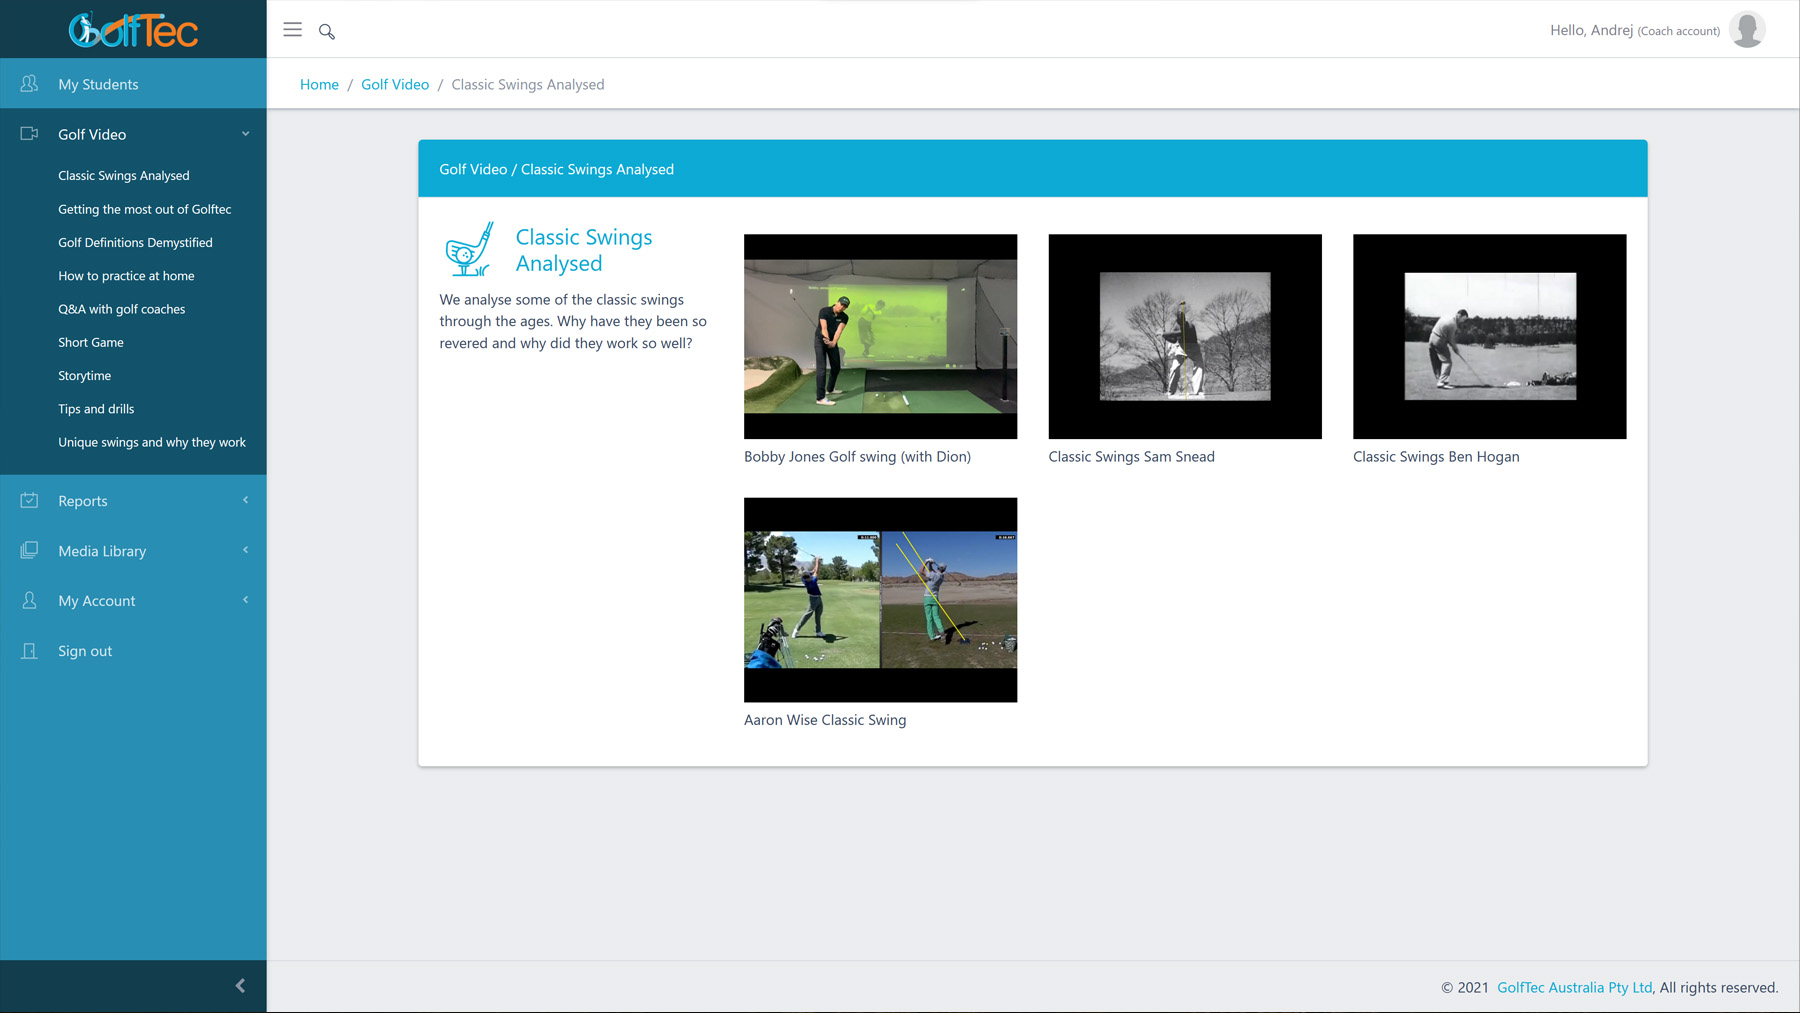 GolfTec
Hello, Andrej (Coach account)
My Students
Home / Golf Video / Classic Swings Analysed
Golf Video
Classic Swings Analysed
Getting the most out of Golftec
Golf Definitions Demystified
How to practice at home
Q&A with golf coaches
Short Game
Storytime
Tips and drills
Unique swings and why they work
Reports
Media Library
My Account
Sign out
Golf Video / Classic Swings Analysed
Classic Swings
Analysed
We analyse some of the classic swings
through the ages. Why have they been so
revered and why did they work so well?
Bobby Jones Golf swing (with Dion)
Classic Swings Sam Snead
Classic Swings Ben Hogan
Aaron Wise Classic Swing
© 2021 GolfTec Australia Pty Ltd, All rights reserved.